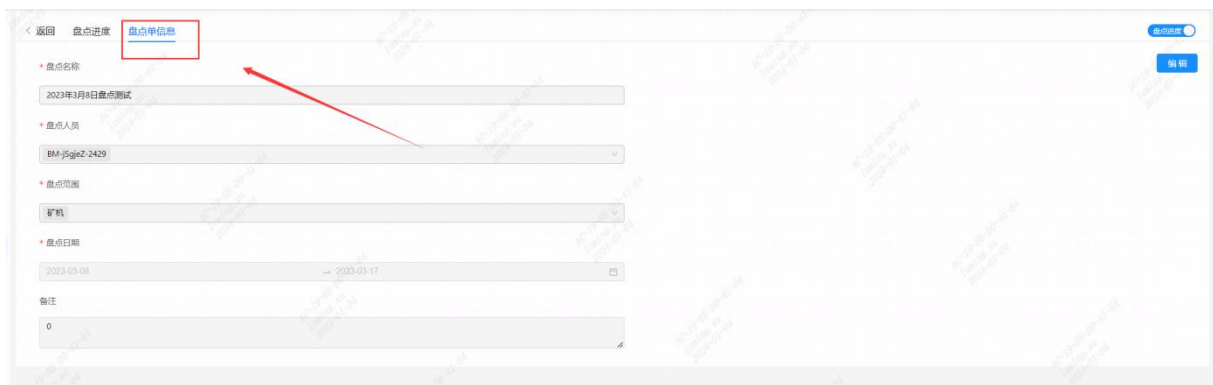 返回 盘点进度 盘点单信息 盘点进度
编辑
* 盘点名称
2023年3月8日盘点测试
* 盘点人员
BM-jSgjeZ-2429
* 盘点范围
矿机
* 盘点日期
2023-03-08 → 2023-03-17
备注
0